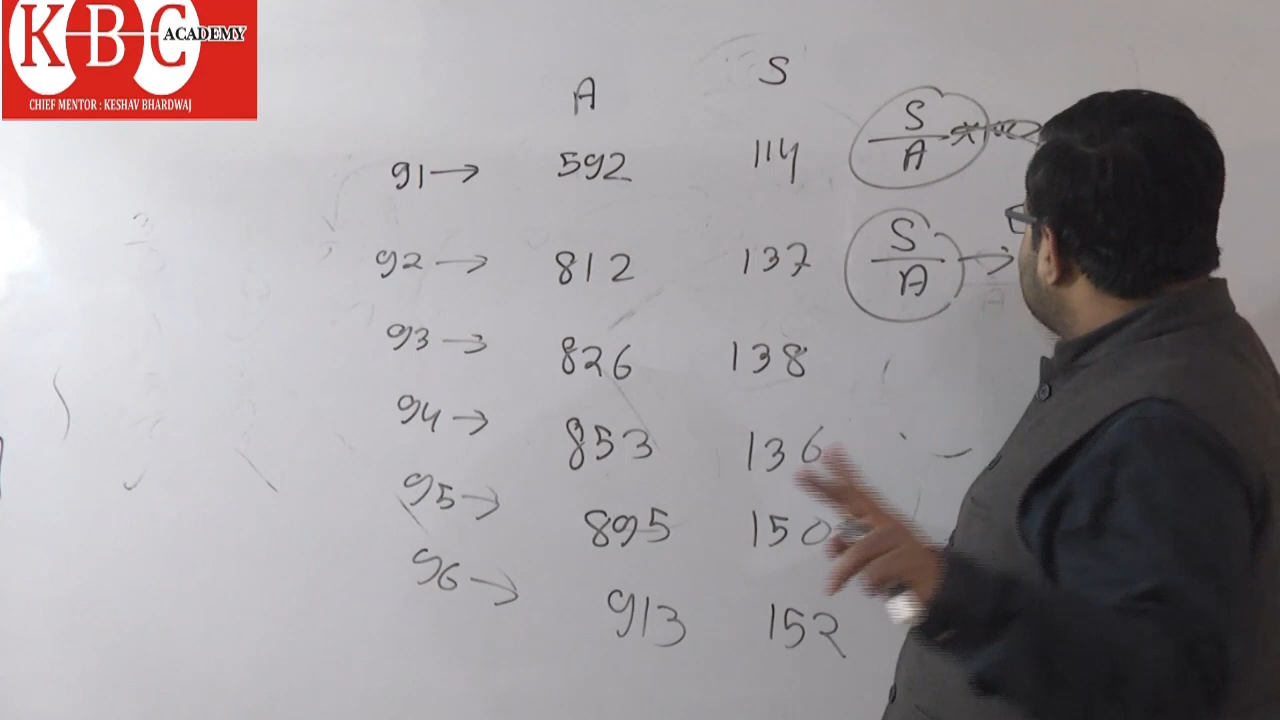 KBC
ACADEMY
CHIEF MENTOR : KESHAV BHARDWAJ
A S
91→ 592 114
92→ 812 137
93→ 826 138
94→ 853 136
95→ 895 150
96→ 913 152
S
A
S →
A